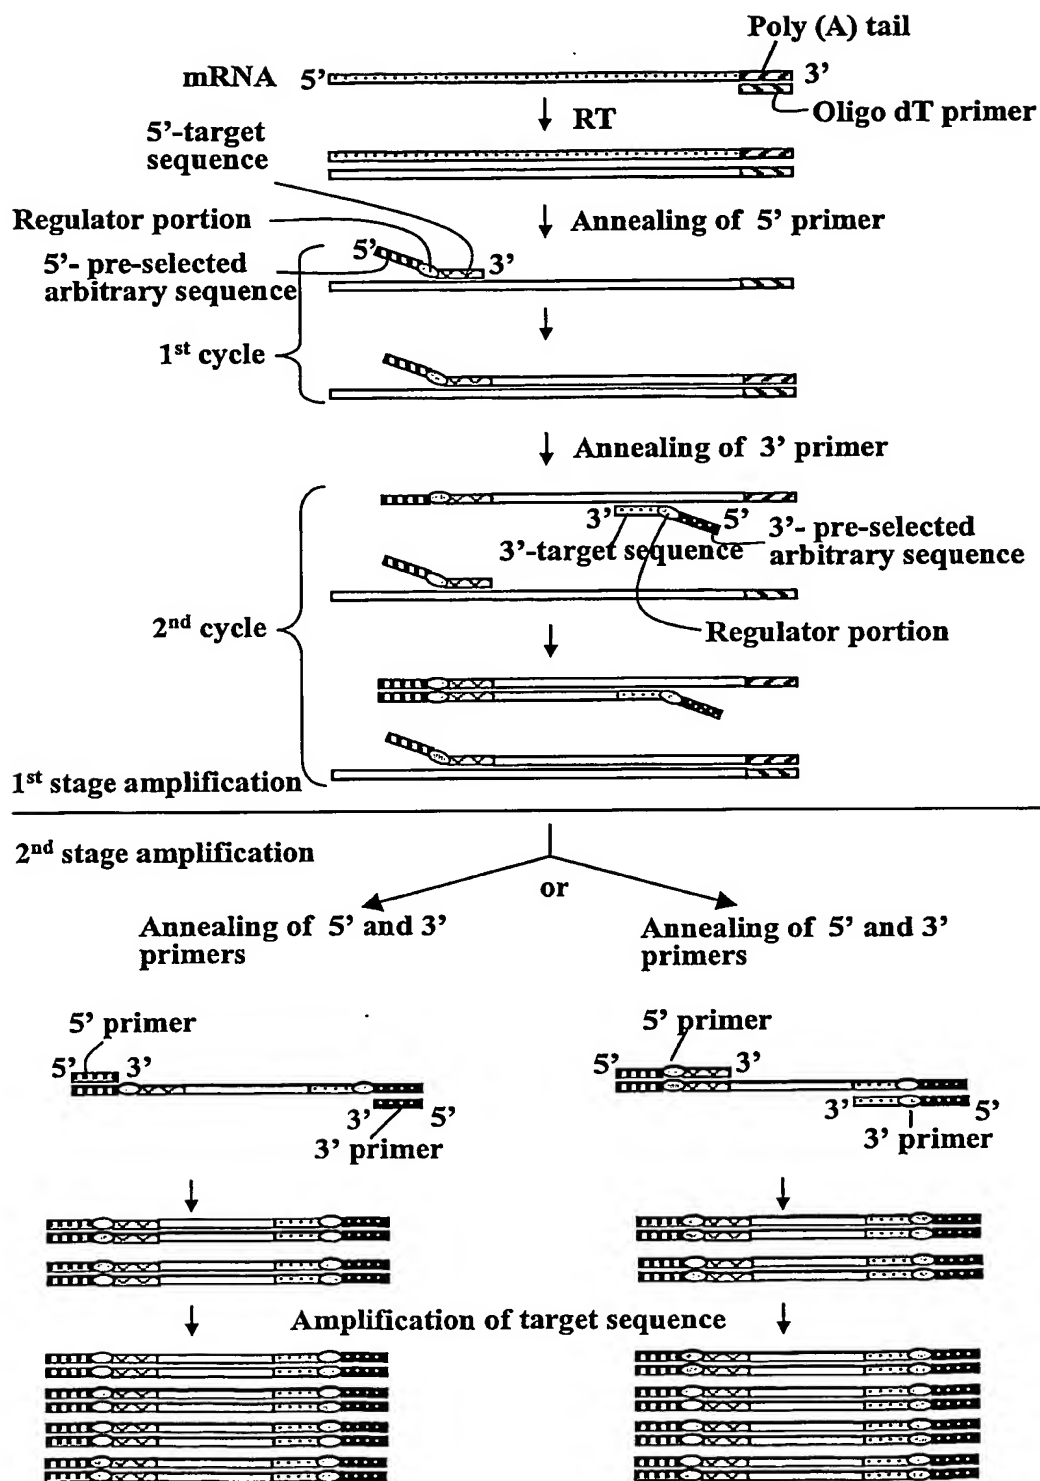 Poly (A) tail
mRNA 5’ 3’
Oligo dT primer
RT
5’-target
sequence
Annealing of 5’ primer
Regulator portion
5’ 3’
5’- pre-selected
arbitrary sequence
1st cycle
Annealing of 3’ primer
3’ 5’
3’- pre-selected
arbitrary sequence
3’-target sequence
2nd cycle
Regulator portion
1st stage amplification
2nd stage amplification
or
Annealing of 5’ and 3’
primers
Annealing of 5’ and 3’
primers
5’ primer
5’ 3’
3’ 5’
3’ primer
5’ primer
5’ 3’
3’ 5’
3’ primer
Amplification of target sequence